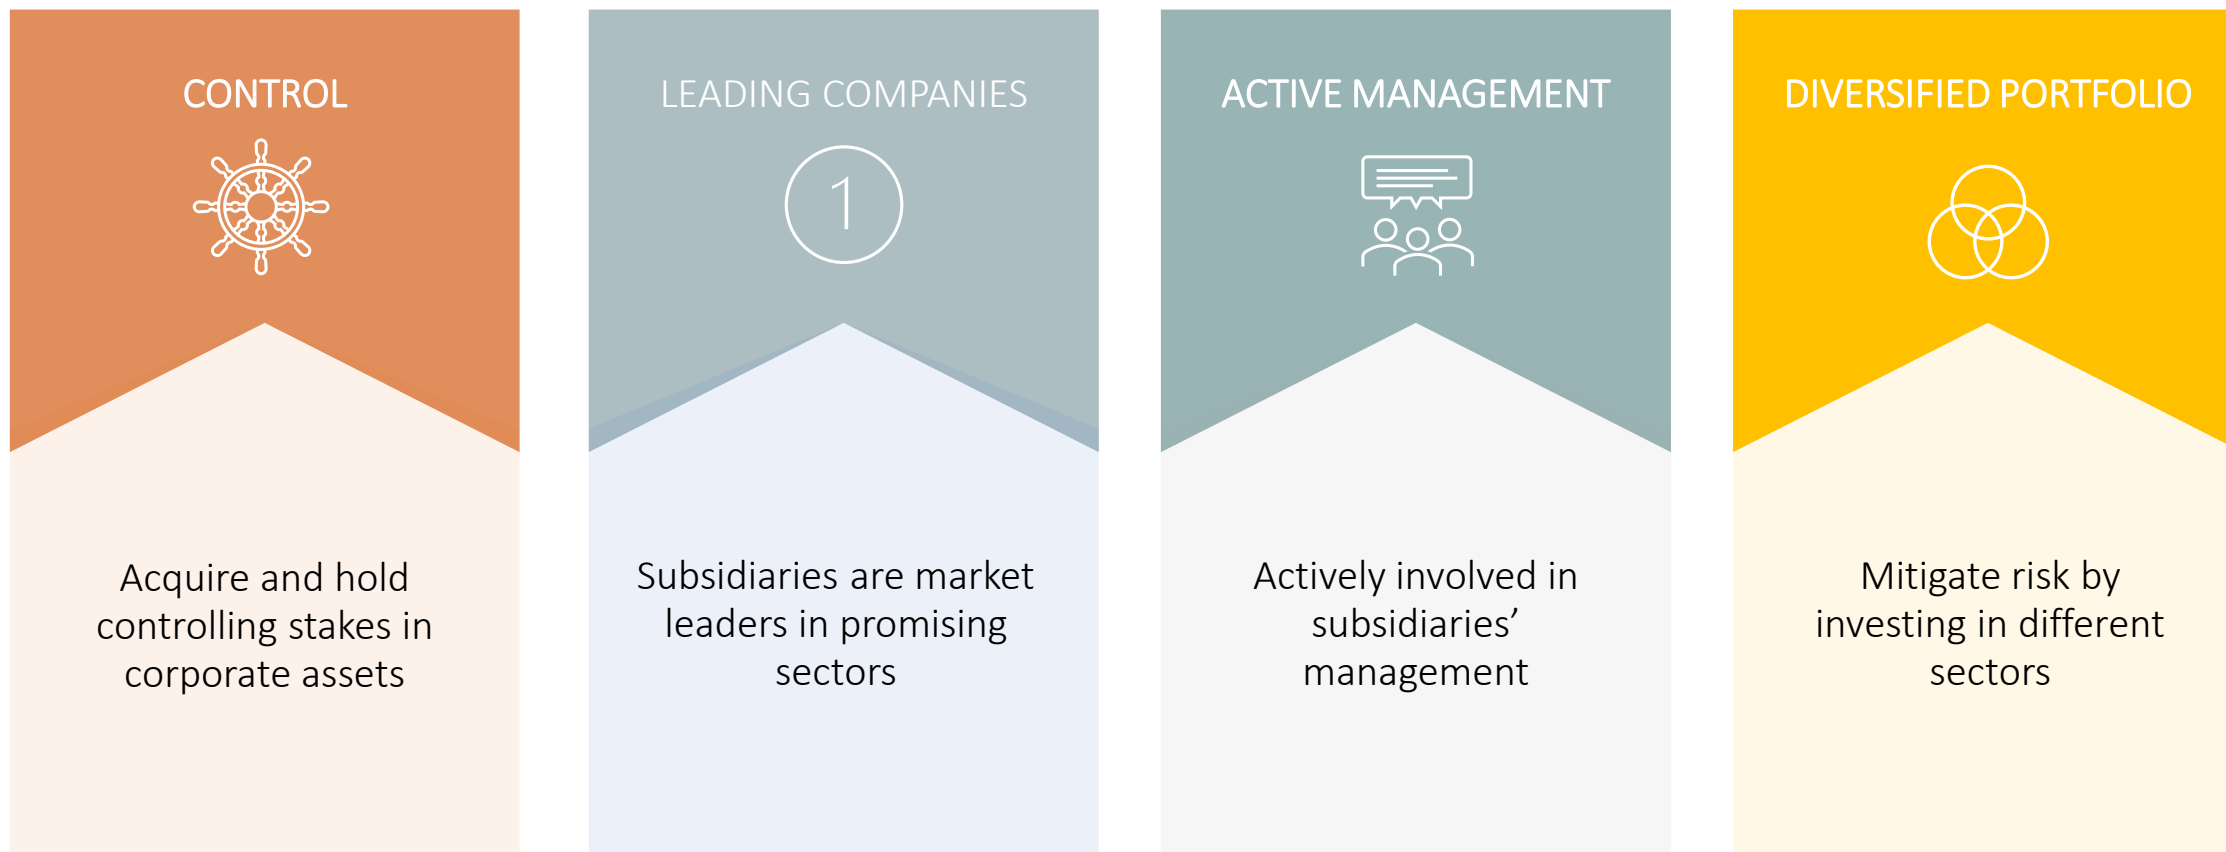 CONTROL
Acquire and hold
controlling stakes in
corporate assets
LEADING COMPANIES
1
Subsidiaries are market
leaders in promising
sectors
ACTIVE MANAGEMENT
Actively involved in
subsidiaries’
management
DIVERSIFIED PORTFOLIO
Mitigate risk by
investing in different
sectors